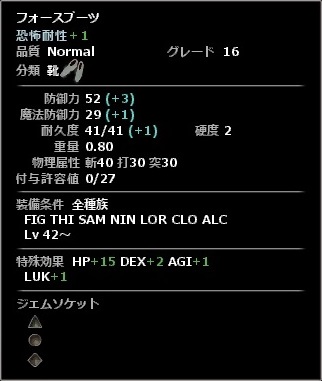 フォースブーツ
恐怖耐性+1
品質 Normal グレード 16
分類 靴
防御力 52 (+3)
魔法防御力 29 (+1)
耐久度 41/41 (+1) 硬度 2
重量 0.80
物理属性 斬40 打30 突30
付与許容値 0/27
装備条件 全種族
FIG THI SAM NIN LOR CLO ALC
Lv 42～
特殊効果 HP+15 DEX+2 AGI+1
LUK+1
ジェムソケット